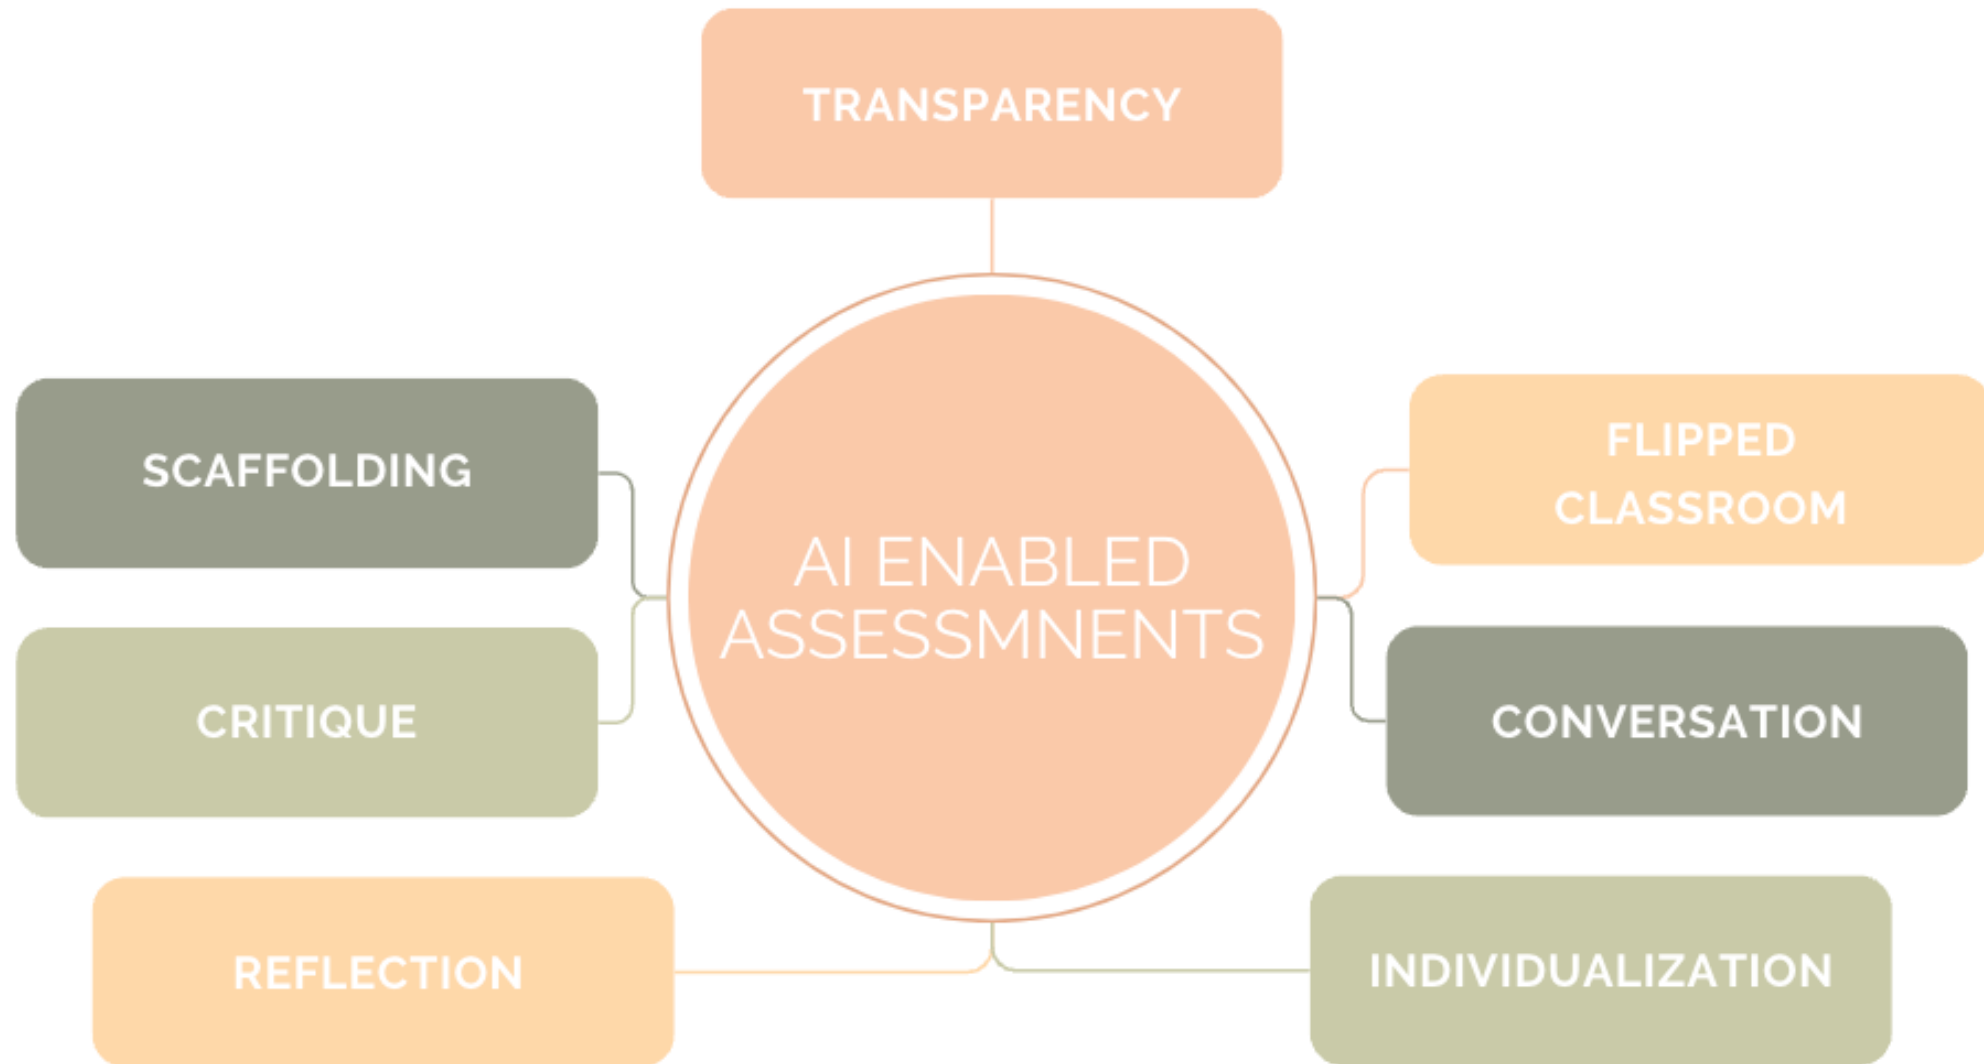 TRANSPARENCY
SCAFFOLDING
FLIPPED
CLASSROOM
AI ENABLED
ASSESSMNENTS
CRITIQUE
CONVERSATION
REFLECTION
INDIVIDUALIZATION